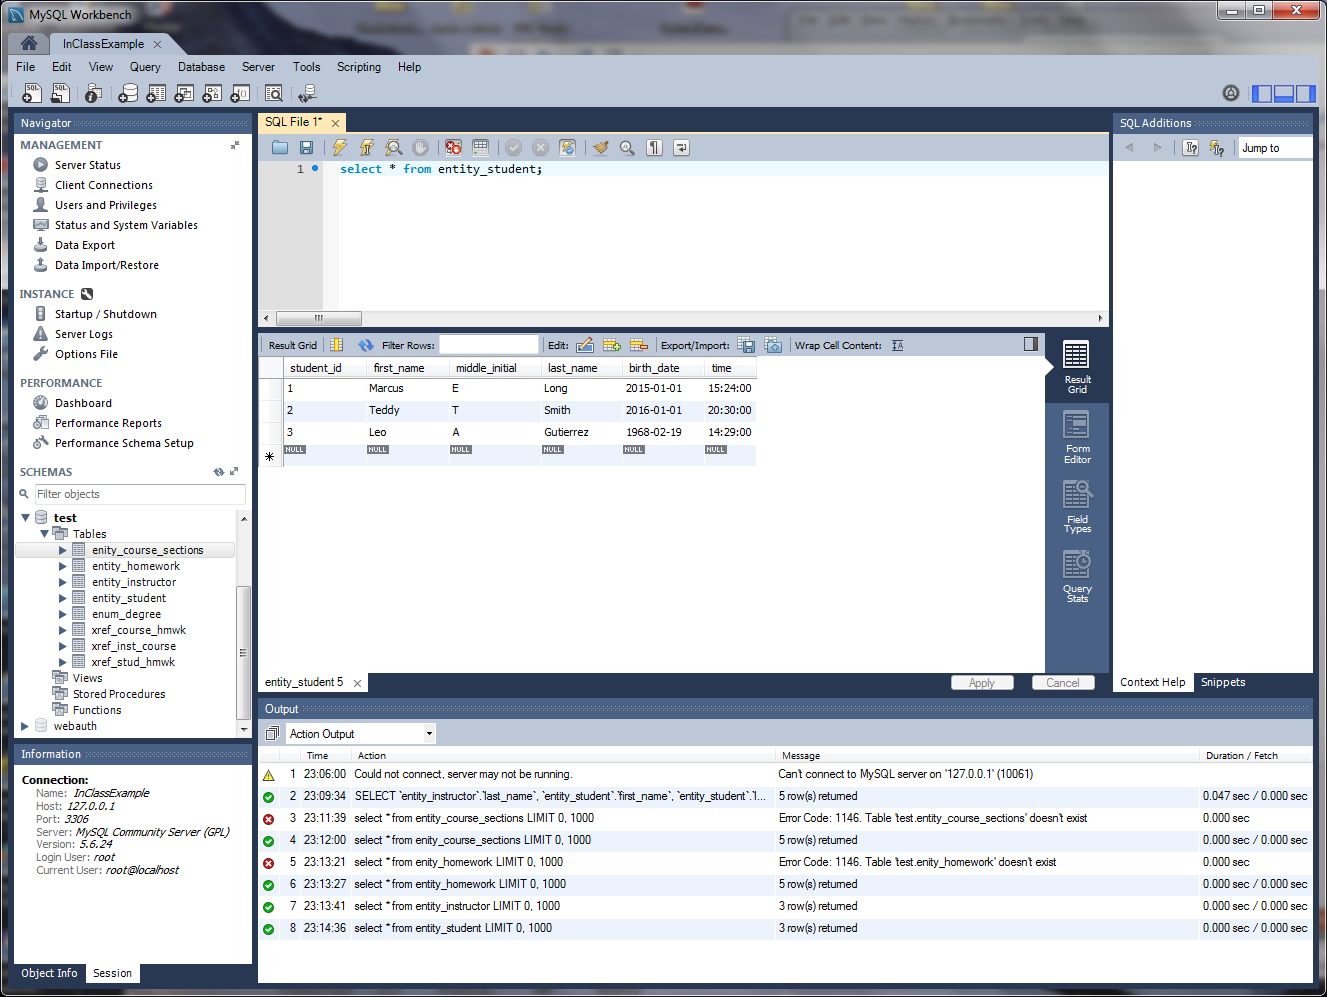 MySQL Workbench
InClassExample
File Edit View Query Database Server Tools Scripting Help
Navigator
MANAGEMENT
Server Status
Client Connections
Users and Privileges
Status and System Variables
Data Export
Data Import/Restore
INSTANCE
Startup / Shutdown
Server Logs
Options File
PERFORMANCE
Dashboard
Performance Reports
Performance Schema Setup
SCHEMAS
Filter objects
test
Tables
enity_course_sections
entity_homework
entity_instructor
entity_student
enum_degree
xref_course_hmwk
xref_inst_course
xref_stud_hmwk
Views
Stored Procedures
Functions
webauth
Information
Connection:
Name: InClassExample
Host: 127.0.0.1
Port: 3306
Server: MySQL Community Server (GPL)
Version: 5.6.24
Login User: root
Current User: root@localhost
Object Info Session
SQL File 1*
1 select * from entity_student;
Result Grid Filter Rows: Edit: Export/Import: Wrap Cell Content: IA
student_id first_name middle_initial last_name birth_date time
1 Marcus E Long 2015-01-01 15:24:00
2 Teddy T Smith 2016-01-01 20:30:00
3 Leo A Gutierrez 1968-02-19 14:29:00
NULL NULL NULL NULL NULL NULL
Result Grid
Form Editor
Field Types
Query Stats
entity_student 5 Apply Cancel
SQL Additions
Jump to
Context Help Snippets
Output
Action Output
Time Action Message Duration / Fetch
1 23:06:00 Could not connect, server may not be running. Can't connect to MySQL server on '127.0.0.1' (10061)
2 23:09:34 SELECT `entity_instructor`.`last_name`, `entity_student`.`first_name`, `entity_student`.`l... 5 row(s) returned 0.047 sec / 0.000 sec
3 23:11:39 select * from entity_course_sections LIMIT 0, 1000 Error Code: 1146. Table 'test.entity_course_sections' doesn't exist 0.000 sec
4 23:12:00 select * from enity_course_sections LIMIT 0, 1000 5 row(s) returned 0.000 sec / 0.000 sec
5 23:13:21 select * from enity_homework LIMIT 0, 1000 Error Code: 1146. Table 'test.enity_homework' doesn't exist 0.000 sec
6 23:13:27 select * from entity_homework LIMIT 0, 1000 5 row(s) returned 0.000 sec / 0.000 sec
7 23:13:41 select * from entity_instructor LIMIT 0, 1000 3 row(s) returned 0.000 sec / 0.000 sec
8 23:14:36 select * from entity_student LIMIT 0, 1000 3 row(s) returned 0.000 sec / 0.000 sec